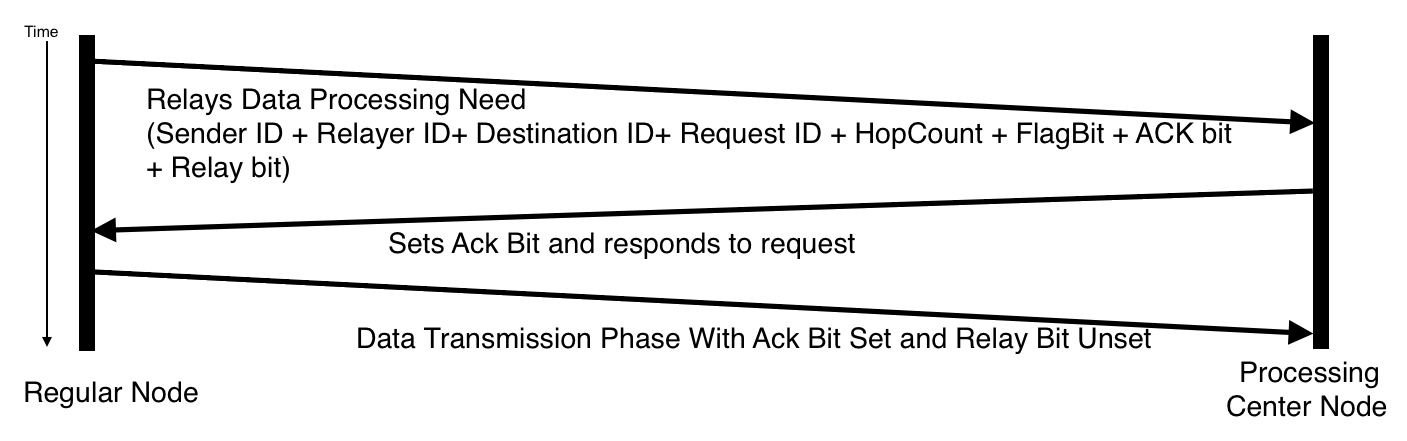 Time
Relays Data Processing Need
(Sender ID + Relayer ID+ Destination ID+ Request ID + HopCount + FlagBit + ACK bit
+ Relay bit)
Sets Ack Bit and responds to request
Data Transmission Phase With Ack Bit Set and Relay Bit Unset
Regular Node
Processing
Center Node